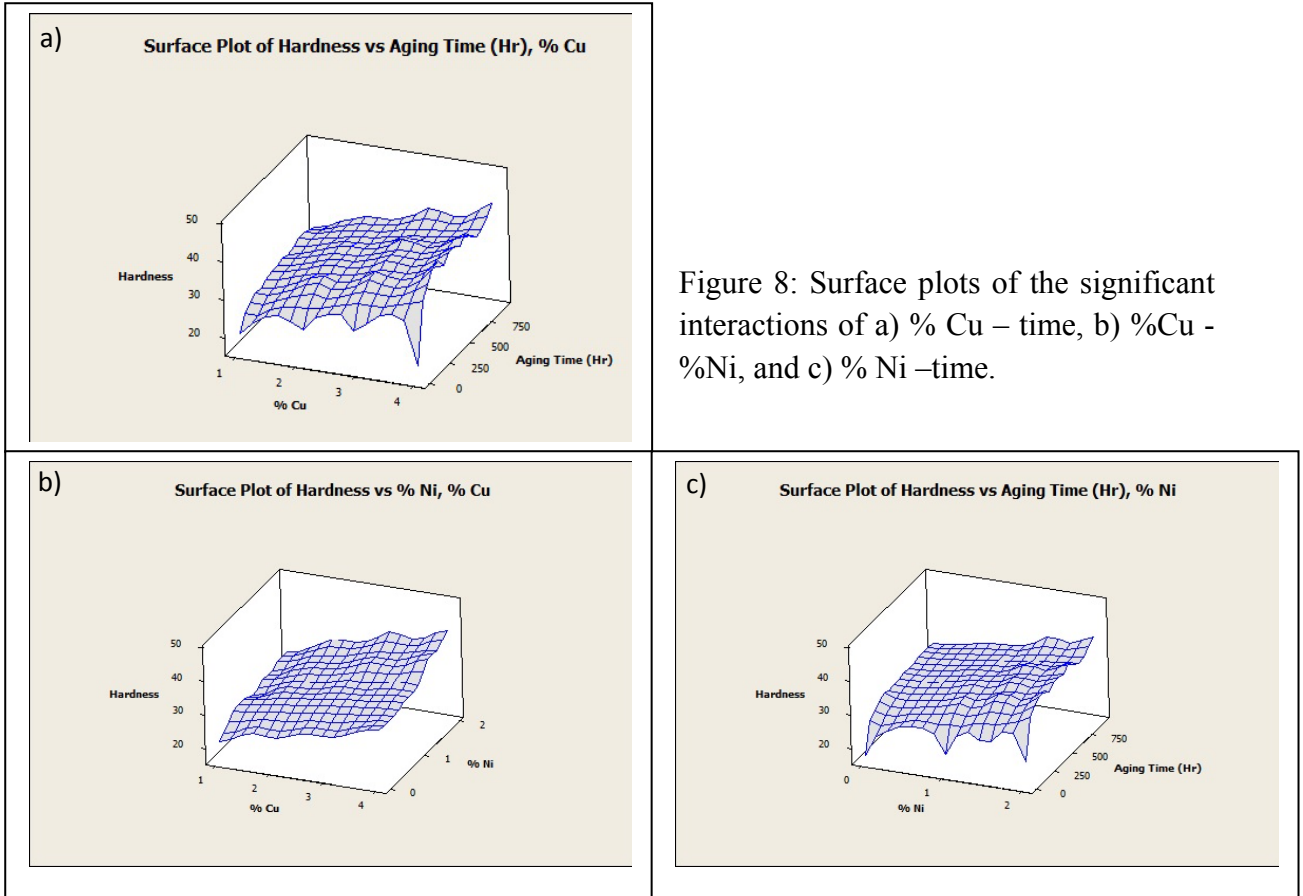 a)
Surface Plot of Hardness vs Aging Time (Hr), % Cu
50
40
30
20
Hardness
1
2
3
4
% Cu
0
250
500
750
Aging Time (Hr)
Figure 8: Surface plots of the significant
interactions of a) % Cu – time, b) %Cu -
%Ni, and c) % Ni –time.
b)
Surface Plot of Hardness vs % Ni, % Cu
50
40
30
20
Hardness
1
2
3
4
% Cu
0
1
2
% Ni
c)
Surface Plot of Hardness vs Aging Time (Hr), % Ni
50
40
30
20
Hardness
0
1
2
% Ni
0
250
500
750
Aging Time (Hr)